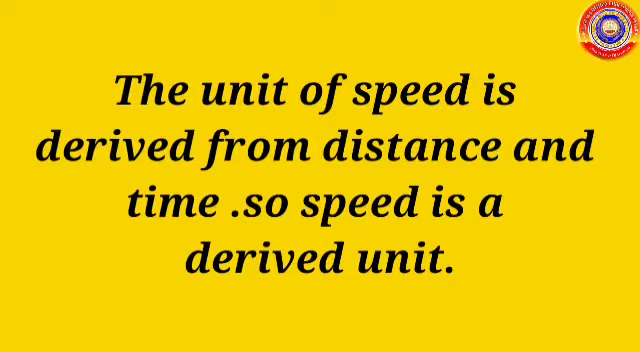 The unit of speed is
derived from distance and
time .so speed is a
derived unit.